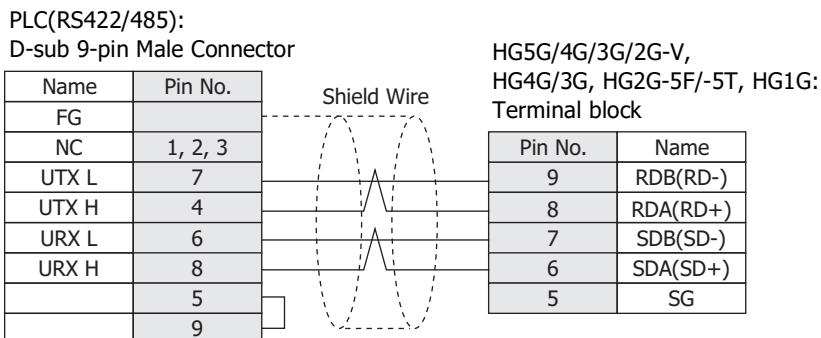 PLC(RS422/485):
D-sub 9-pin Male Connector
Name Pin No.
FG
NC 1, 2, 3
UTX L 7
UTX H 4
URX L 6
URX H 8
5
9
Shield Wire
HG5G/4G/3G/2G-V,
HG4G/3G, HG2G-5F/-5T, HG1G:
Terminal block
Pin No. Name
9 RDB(RD-)
8 RDA(RD+)
7 SDB(SD-)
6 SDA(SD+)
5 SG